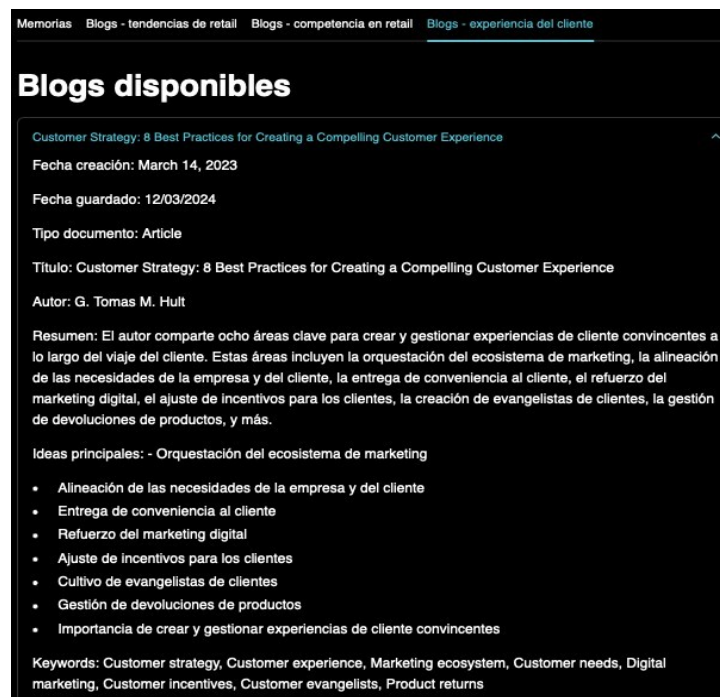 Memorias Blogs - tendencias de retail Blogs - competencia en retail Blogs - experiencia del cliente
Blogs disponibles
Customer Strategy: 8 Best Practices for Creating a Compelling Customer Experience
Fecha creación: March 14, 2023
Fecha guardado: 12/03/2024
Tipo documento: Article
Título: Customer Strategy: 8 Best Practices for Creating a Compelling Customer Experience
Autor: G. Tomas M. Hult
Resumen: El autor comparte ocho áreas clave para crear y gestionar experiencias de cliente convincentes a
lo largo del viaje del cliente. Estas áreas incluyen la orquestación del ecosistema de marketing, la alineación
de las necesidades de la empresa y del cliente, la entrega de conveniencia al cliente, el refuerzo del
marketing digital, el ajuste de incentivos para los clientes, la creación de evangelistas de clientes, la gestión
de devoluciones de productos, y más.
Ideas principales: - Orquestación del ecosistema de marketing
• Alineación de las necesidades de la empresa y del cliente
• Entrega de conveniencia al cliente
• Refuerzo del marketing digital
• Ajuste de incentivos para los clientes
• Cultivo de evangelistas de clientes
• Gestión de devoluciones de productos
• Importancia de crear y gestionar experiencias de cliente convincentes
Keywords: Customer strategy, Customer experience, Marketing ecosystem, Customer needs, Digital
marketing, Customer incentives, Customer evangelists, Product returns